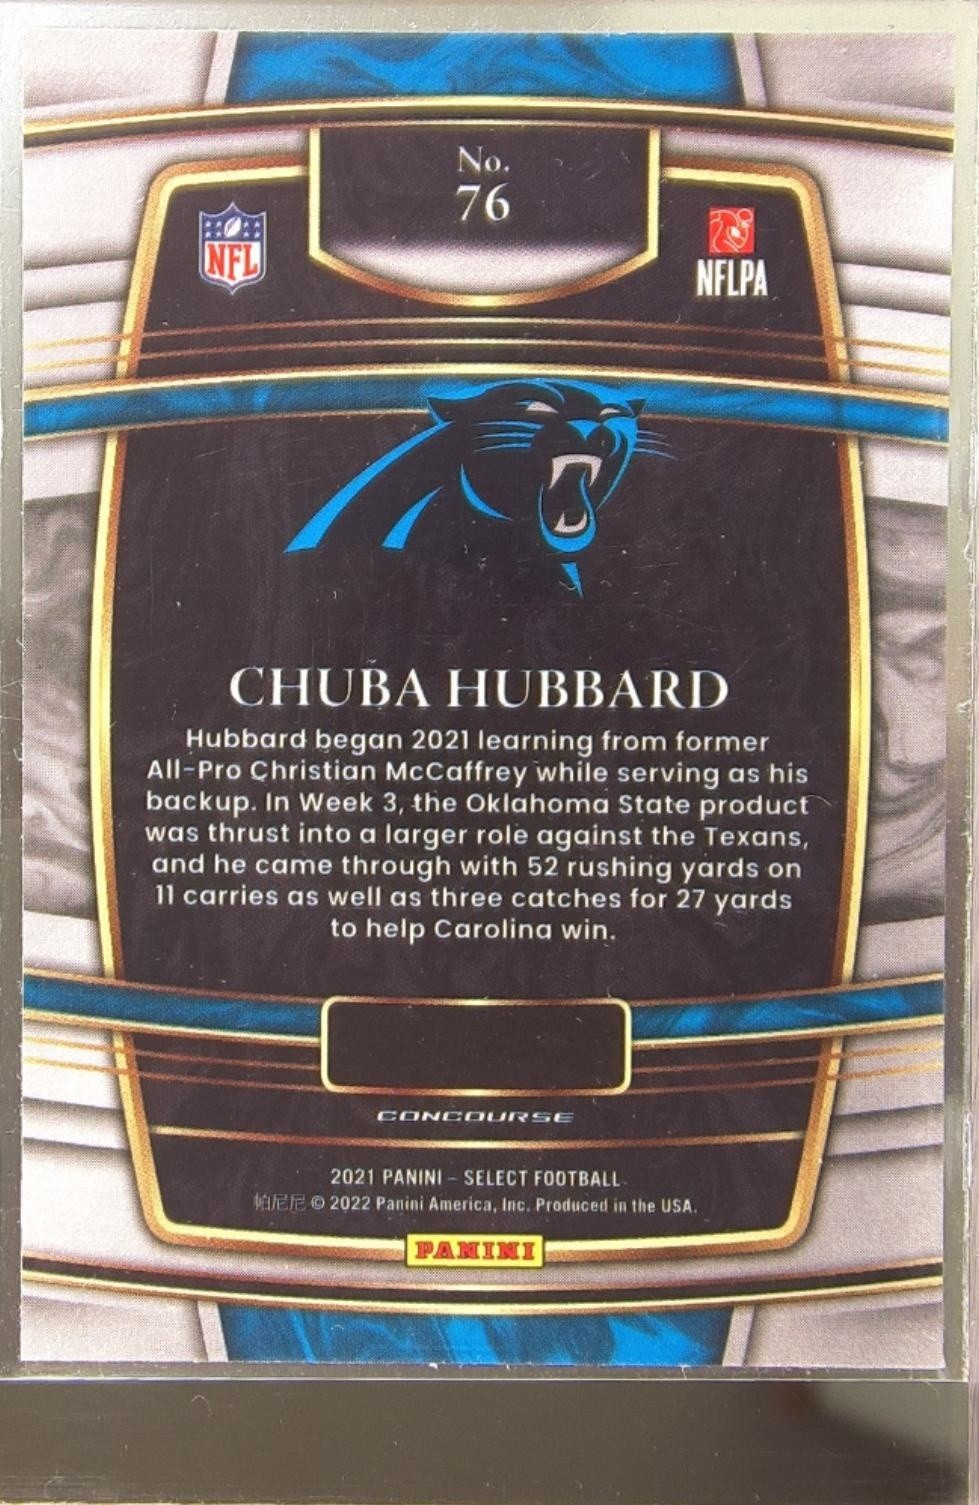 No.
76
NFL
NFLPA
CHUBA HUBBARD
Hubbard began 2021 learning from former
All-Pro Christian McCaffrey while serving as his
backup. In Week 3, the Oklahoma State product
was thrust into a larger role against the Texans,
and he came through with 52 rushing yards on
11 carries as well as three catches for 27 yards
to help Carolina win.
CONCOURSE
2021 PANINI – SELECT FOOTBALL
帕尼尼 © 2022 Panini America, Inc. Produced in the USA.
PANINI